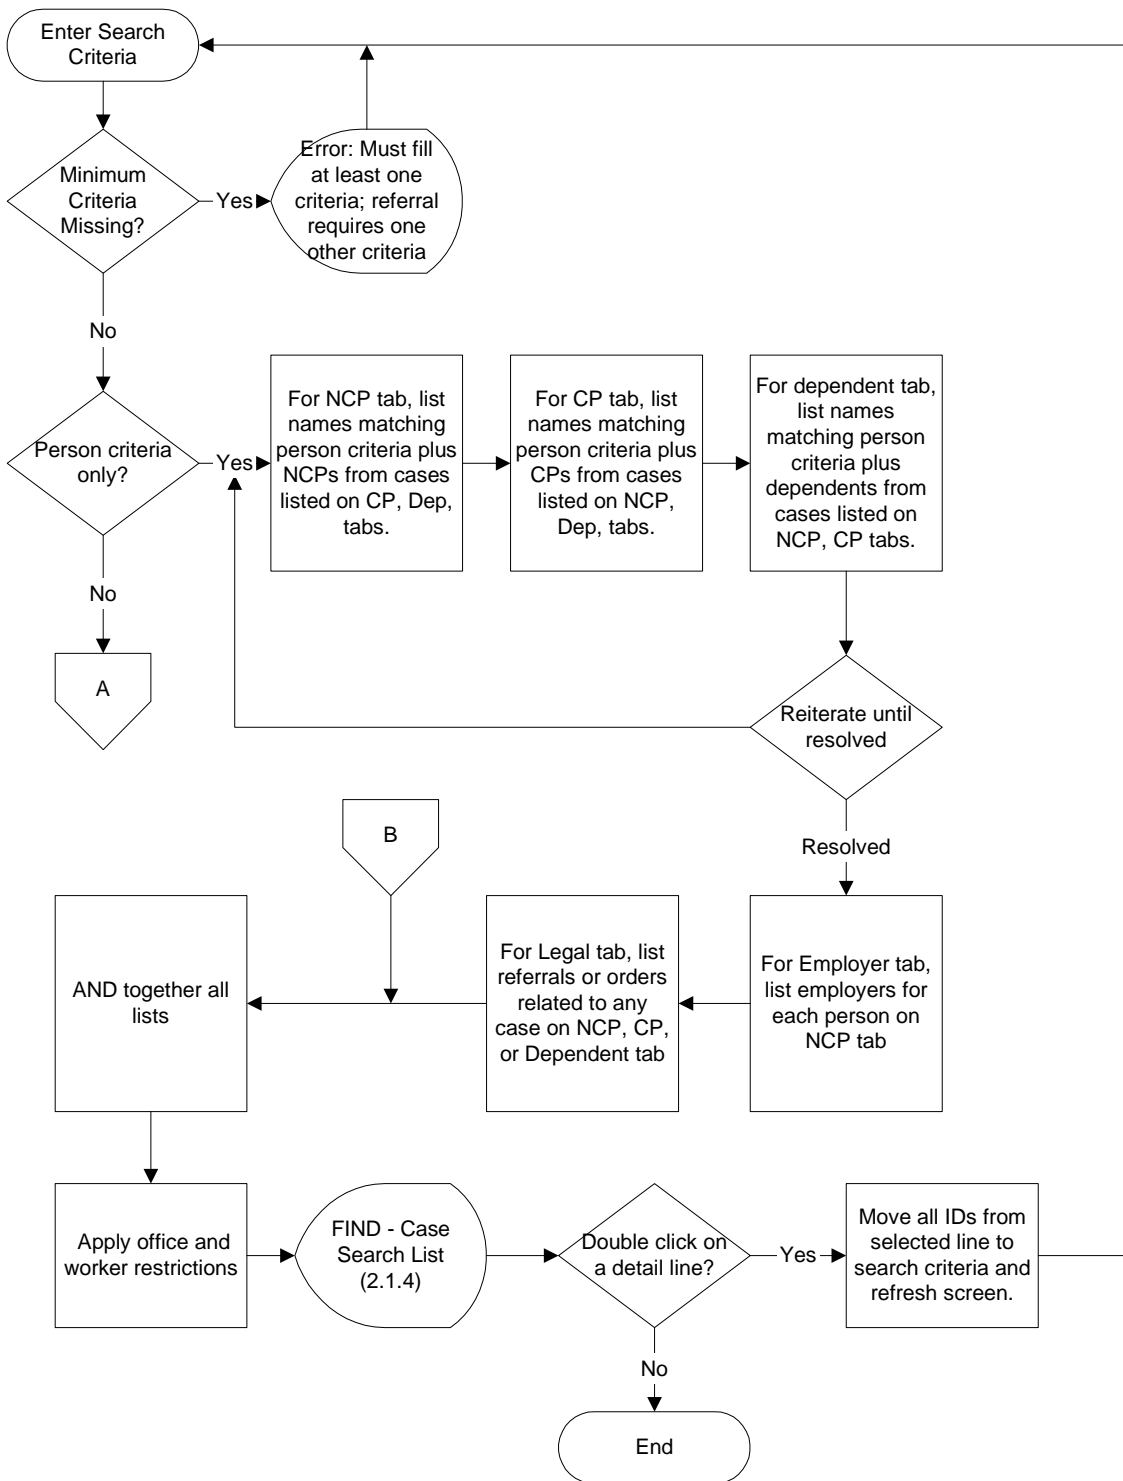 Enter Search
Criteria
Minimum
Criteria
Missing?
Yes
Error: Must fill
at least one
criteria; referral
requires one
other criteria
No
Person criteria
only?
Yes
For NCP tab, list
names matching
person criteria plus
NCPs from cases
listed on CP, Dep,
tabs.
For CP tab, list
names matching
person criteria plus
CPs from cases
listed on NCP,
Dep, tabs.
For dependent tab,
list names
matching person
criteria plus
dependents from
cases listed on
NCP, CP tabs.
No
A
Reiterate until
resolved
Resolved
B
AND together all
lists
For Legal tab, list
referrals or orders
related to any
case on NCP, CP,
or Dependent tab
For Employer tab,
list employers for
each person on
NCP tab
Apply office and
worker restrictions
FIND - Case
Search List
(2.1.4)
Double click on
a detail line?
Yes
Move all IDs from
selected line to
search criteria and
refresh screen.
No
End